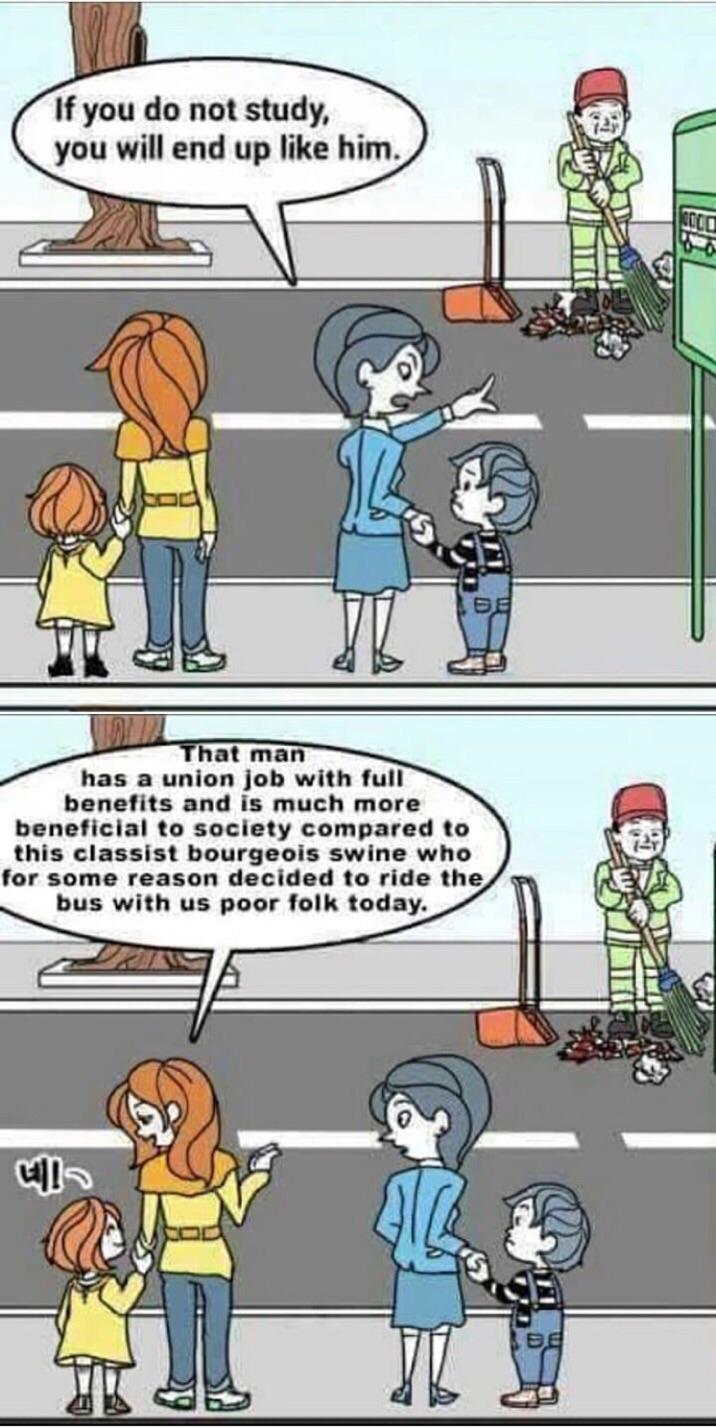 If you do not study,
you will end up like him.
That man
has a union job with full
benefits and is much more
beneficial to society compared to
this classist bourgeois swine who
for some reason decided to ride the
bus with us poor folk today.
네!~